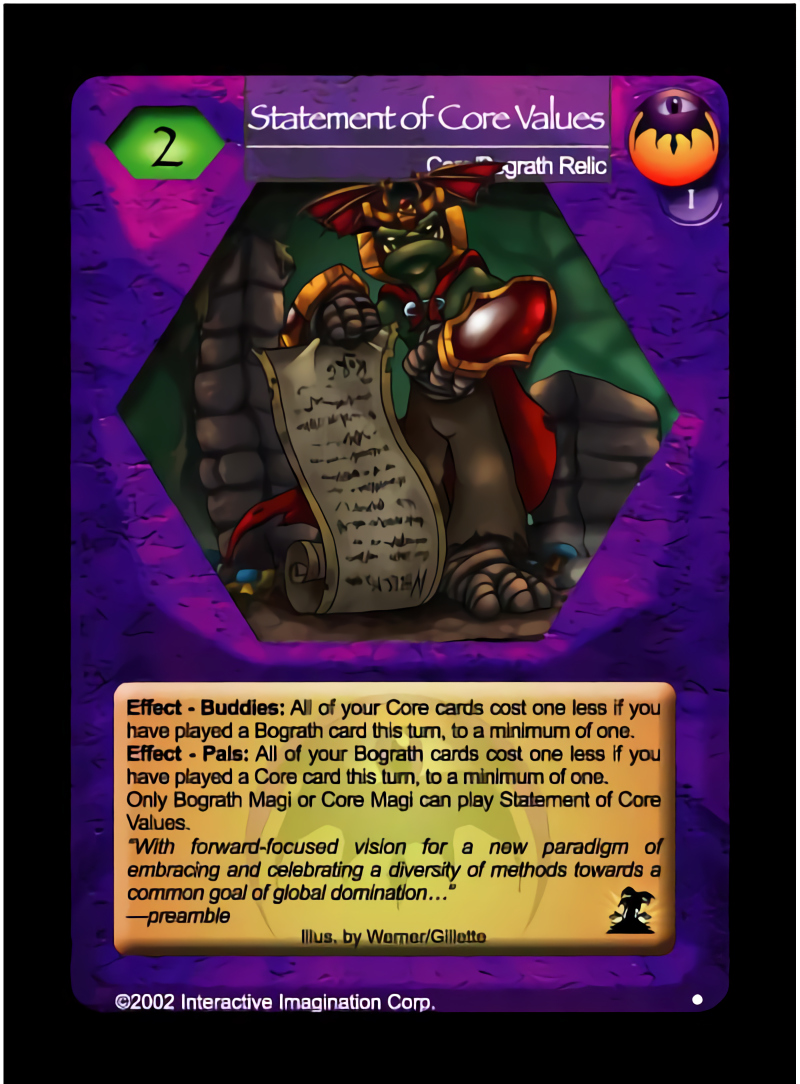 2
Statement of Core Values
Core/Bograth Relic
1
Effect - Buddies: All of your Core cards cost one less if you
have played a Bograth card this turn, to a minimum of one.
Effect - Pals: All of your Bograth cards cost one less if you
have played a Core card this turn, to a minimum of one.
Only Bograth Magi or Core Magi can play Statement of Core
Values.
"With forward-focused vision for a new paradigm of
embracing and celebrating a diversity of methods towards a
common goal of global domination..."
—preamble
Illus. by Werner/Gillette
©2002 Interactive Imagination Corp.